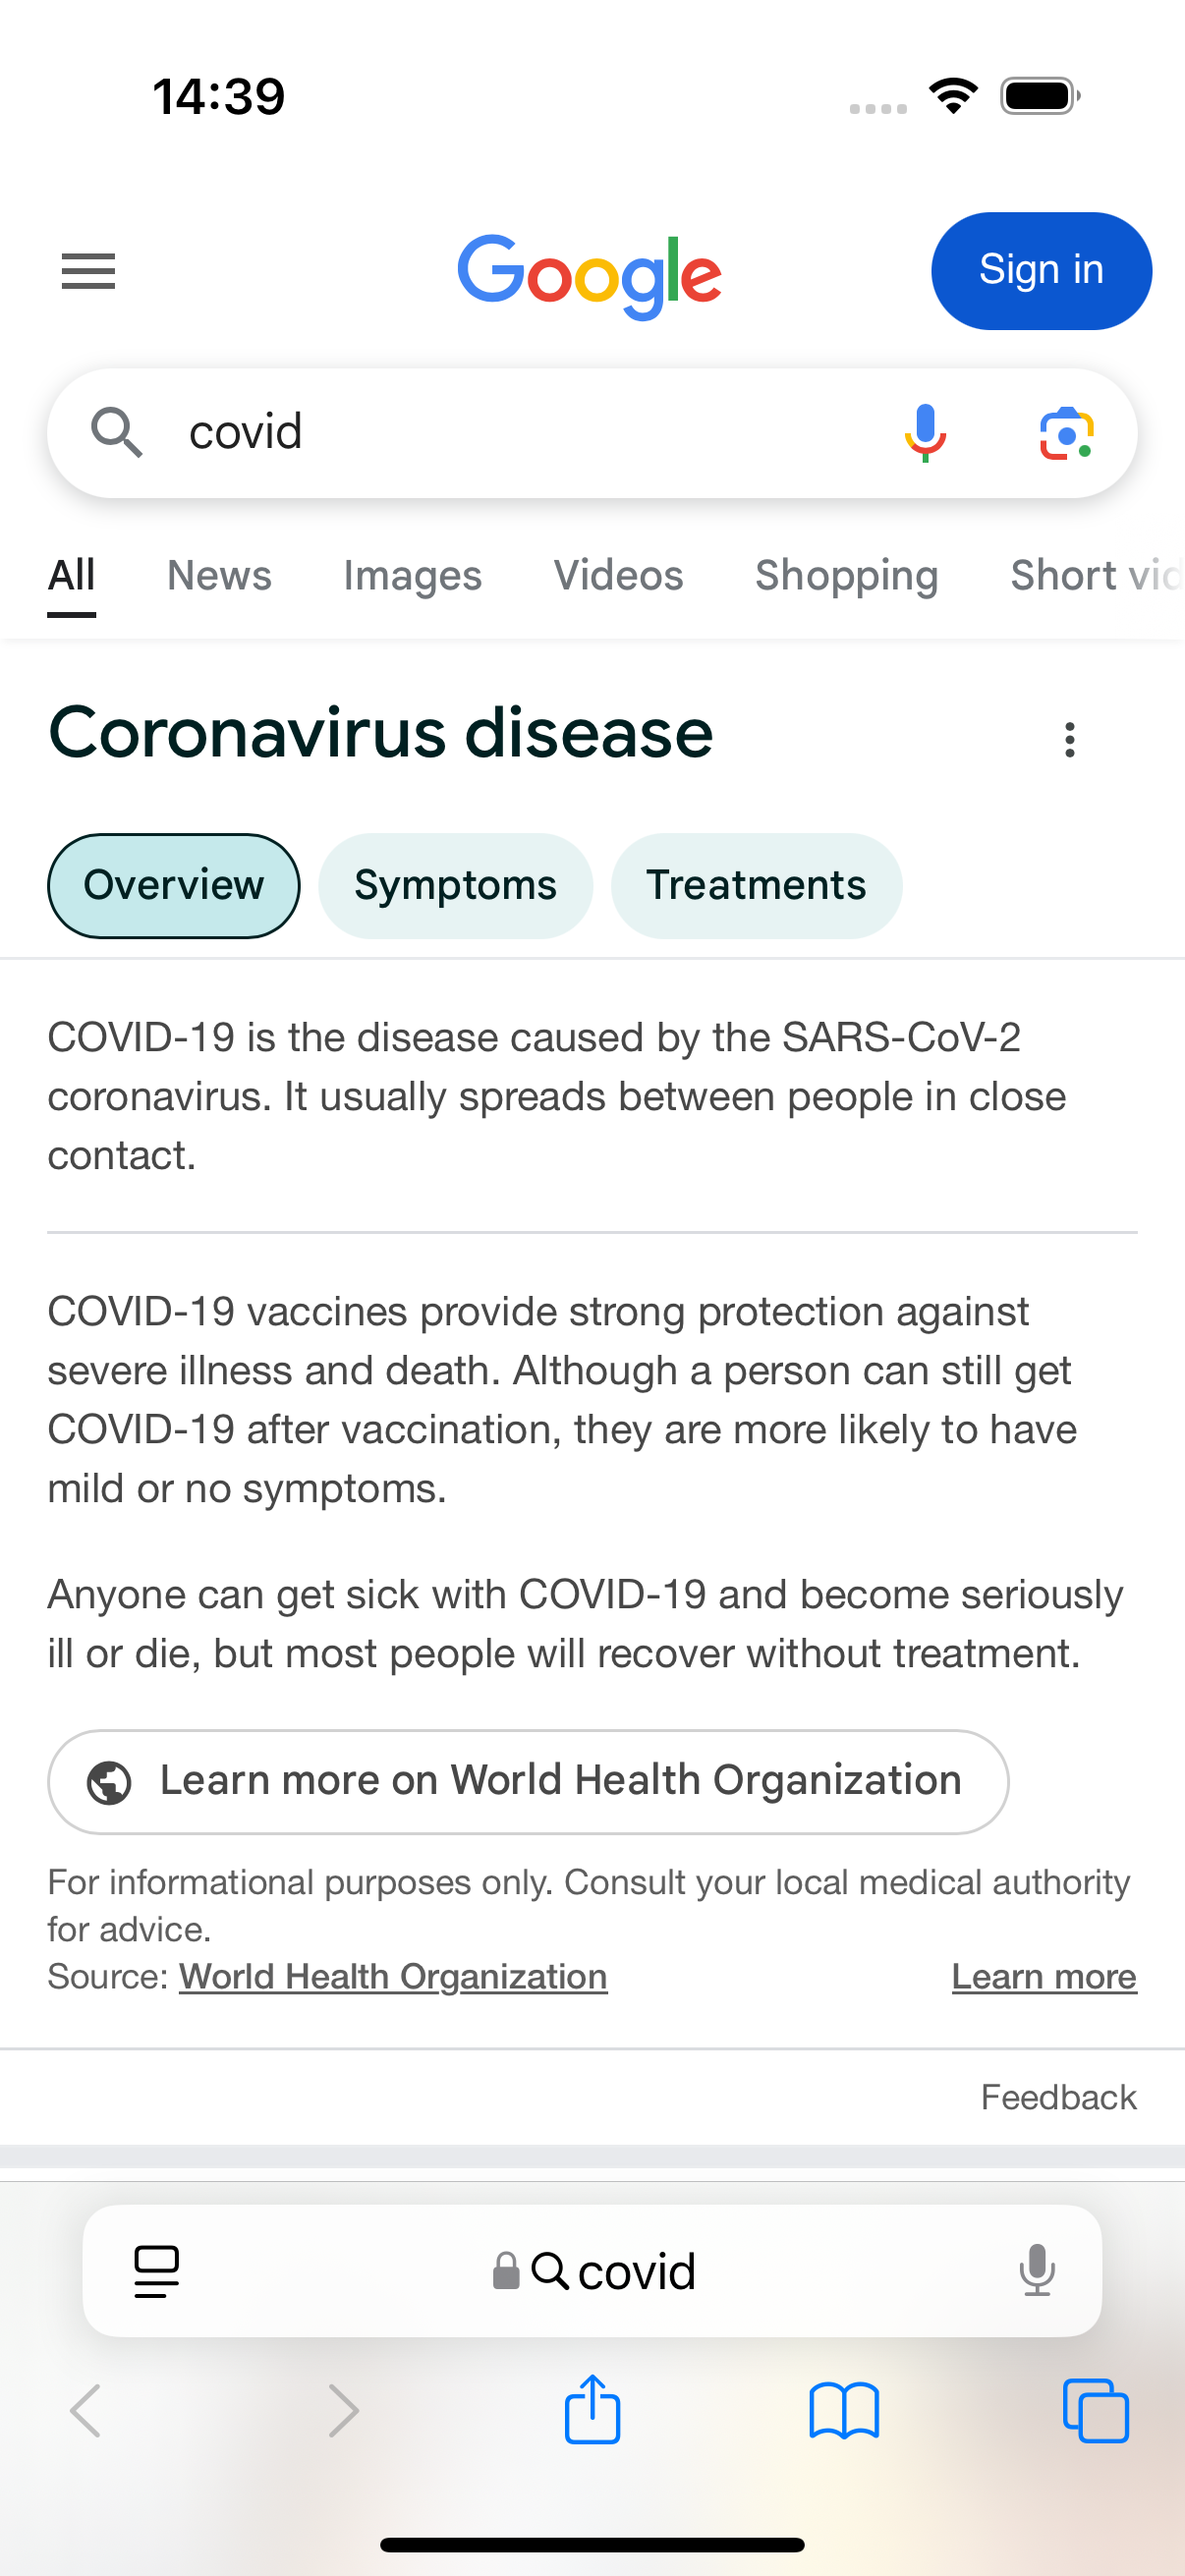 14:39
Google
Sign in
covid
All News Images Videos Shopping Short vid
Coronavirus disease
Overview Symptoms Treatments
COVID-19 is the disease caused by the SARS-CoV-2
coronavirus. It usually spreads between people in close
contact.
COVID-19 vaccines provide strong protection against
severe illness and death. Although a person can still get
COVID-19 after vaccination, they are more likely to have
mild or no symptoms.
Anyone can get sick with COVID-19 and become seriously
ill or die, but most people will recover without treatment.
Learn more on World Health Organization
For informational purposes only. Consult your local medical authority
for advice.
Source: World Health Organization Learn more
Feedback
covid